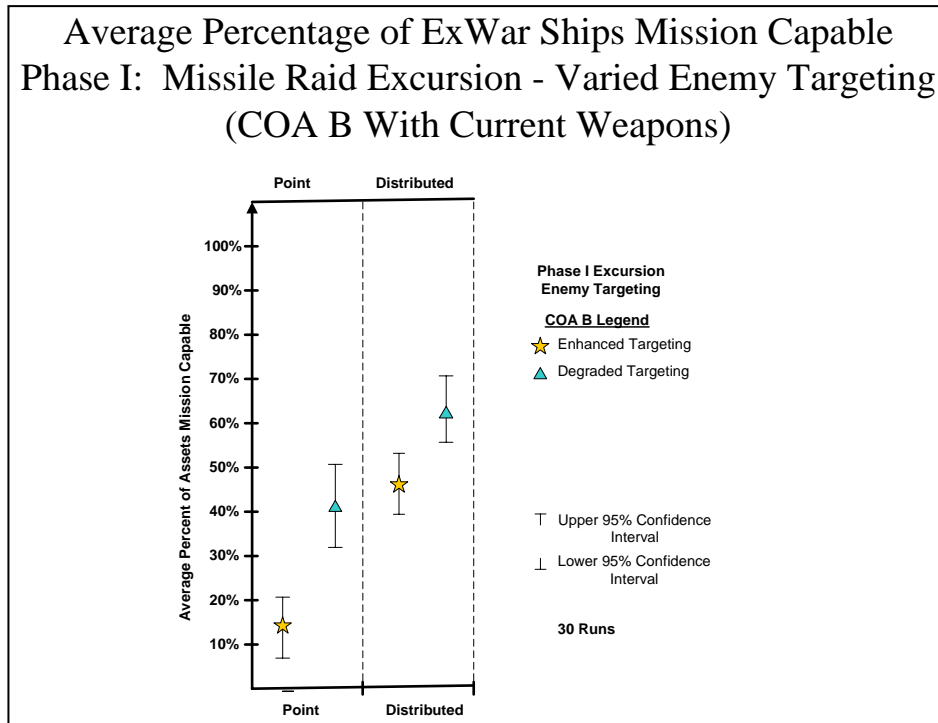 Average Percentage of ExWar Ships Mission Capable
Phase I: Missile Raid Excursion - Varied Enemy Targeting
(COA B With Current Weapons)
Point
Distributed
Average Percent of Assets Mission Capable
100%
90%
80%
70%
60%
50%
40%
30%
20%
10%
Point
Distributed
Phase I Excursion
Enemy Targeting
COA B Legend
Enhanced Targeting
Degraded Targeting
Upper 95% Confidence
Interval
Lower 95% Confidence
Interval
30 Runs